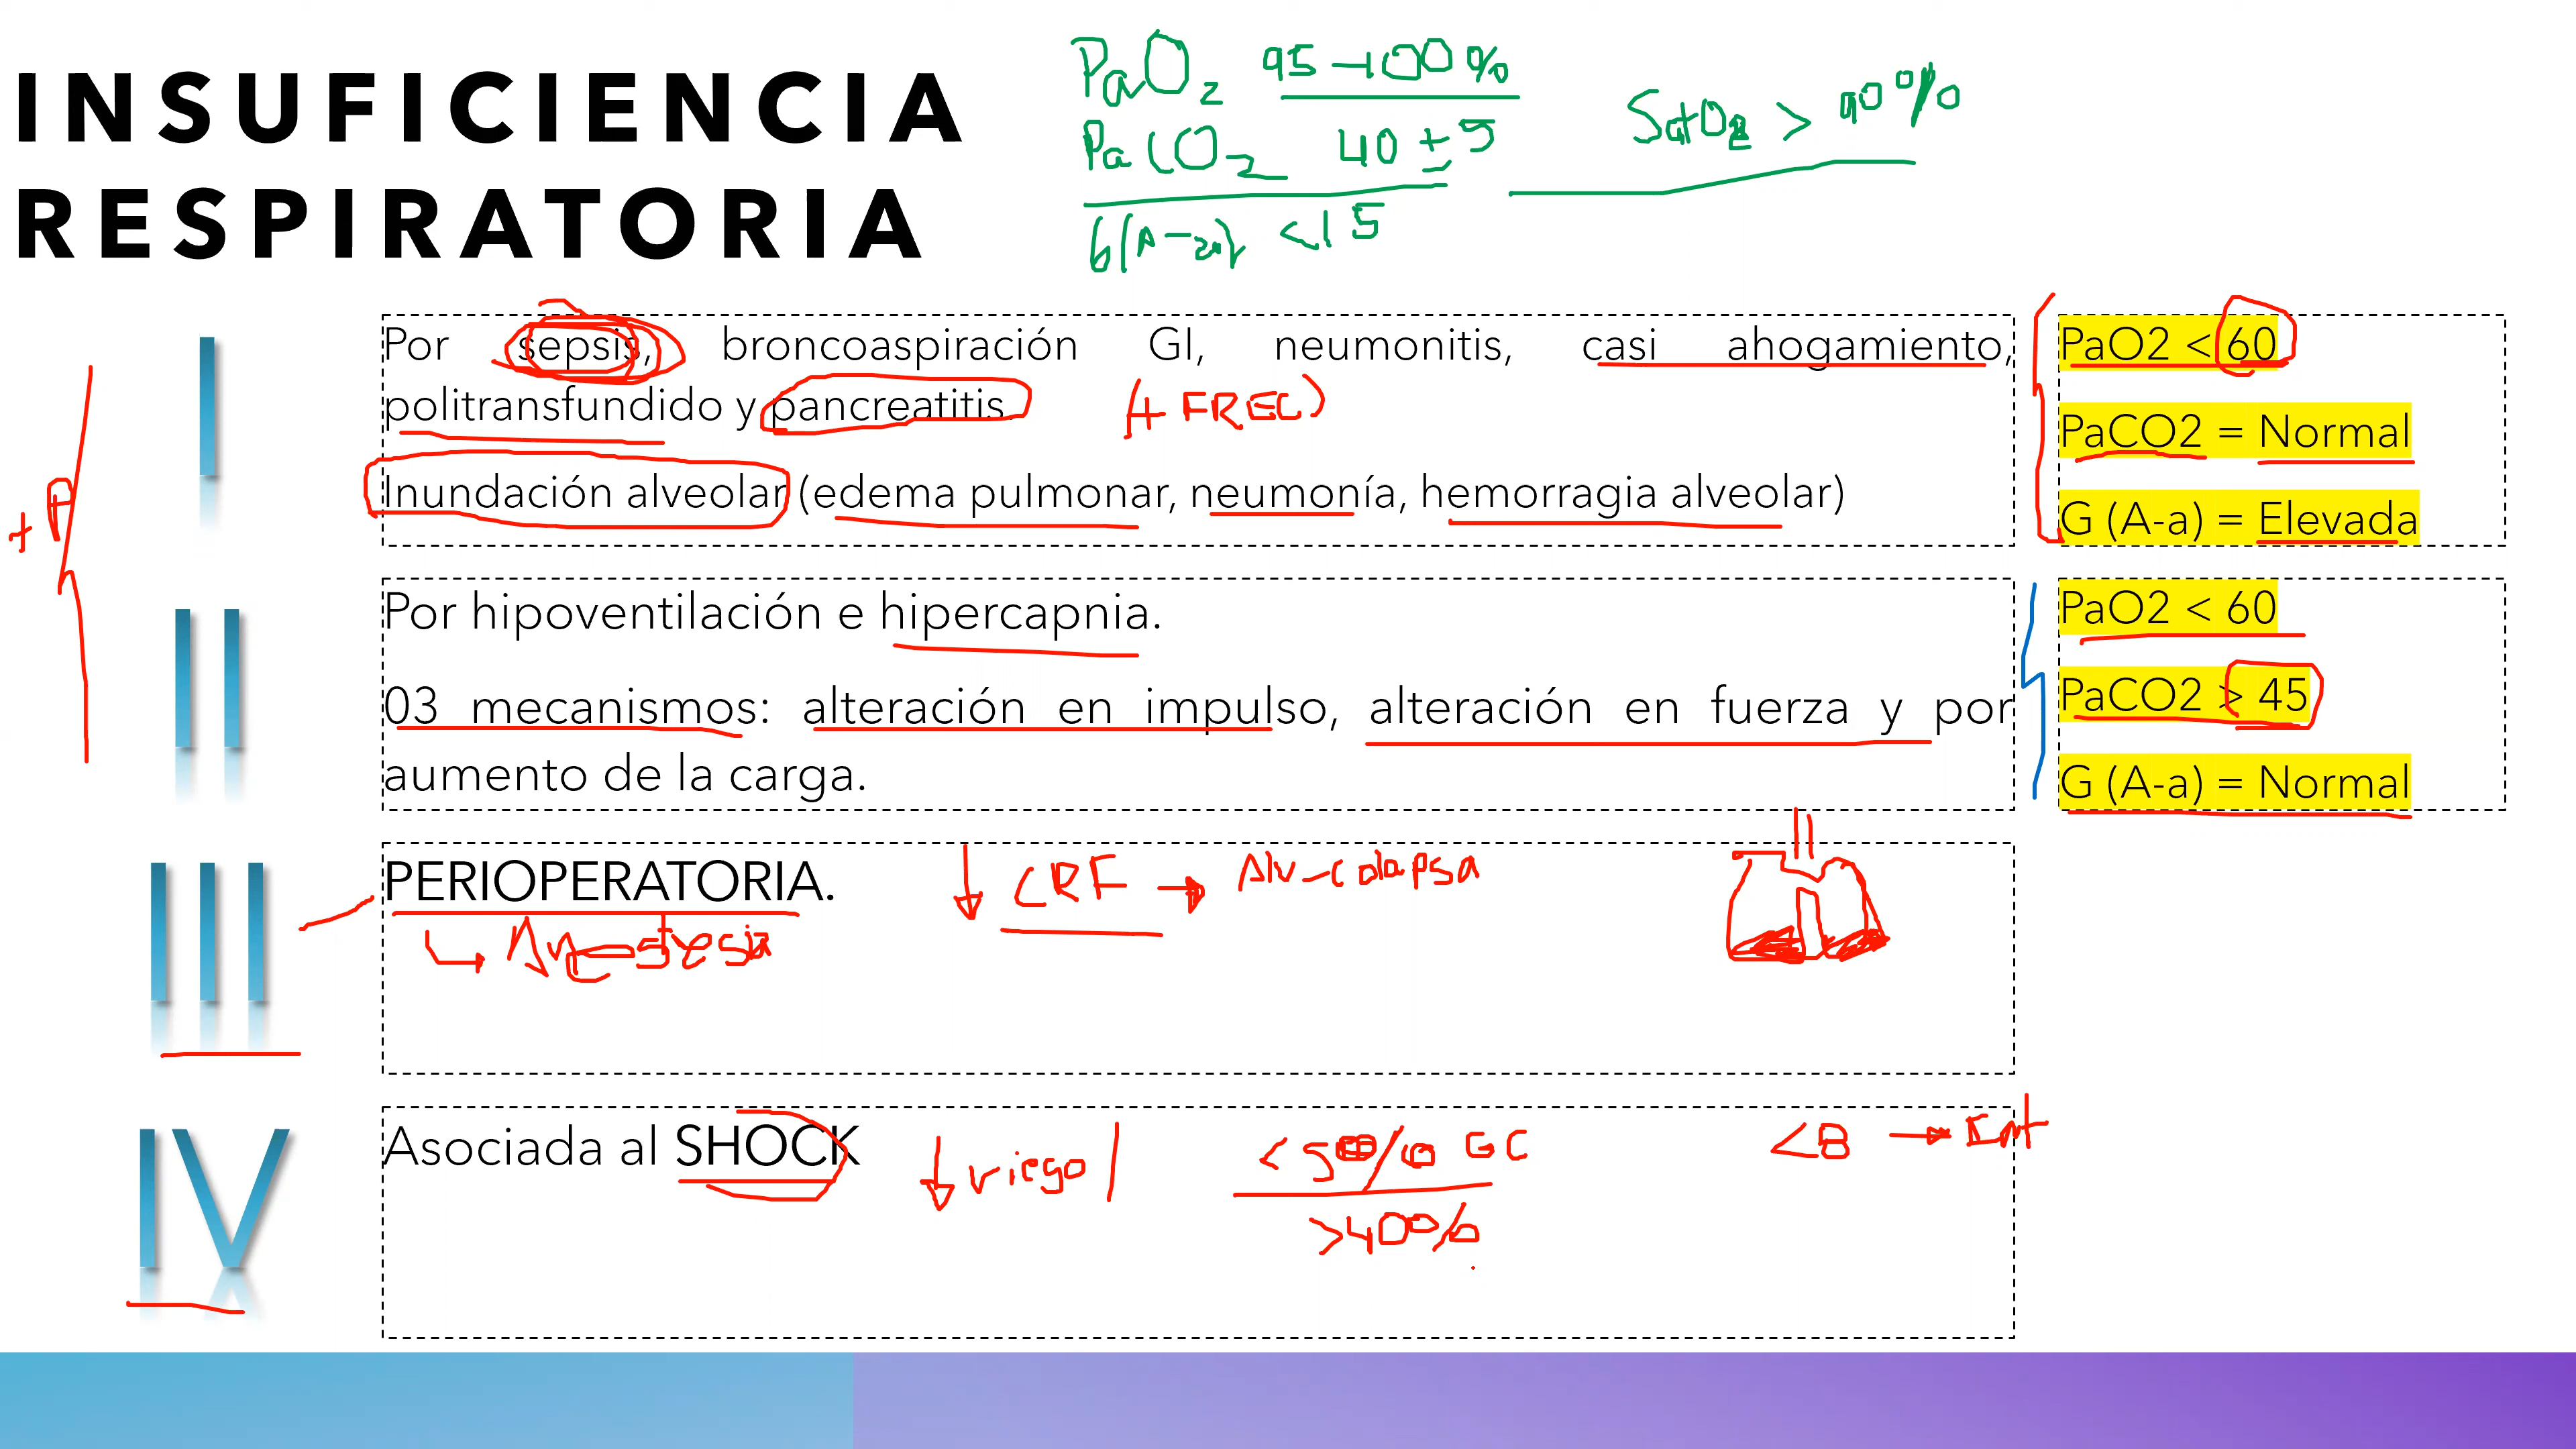 INSUFICIENCIA
RESPIRATORIA
PaO2 95-100%
PaCO2 40 ± 5
SatO2 > 90%
<15
I
Por sepsis, broncoaspiración GI, neumonitis, casi ahogamiento,
politransfundido y pancreatitis.
(+ FREC)
Inundación alveolar (edema pulmonar, neumonía, hemorragia alveolar)
PaO2 < 60
PaCO2 = Normal
G (A-a) = Elevada
II
Por hipoventilación e hipercapnia.
03 mecanismos: alteración en impulso, alteración en fuerza y por
aumento de la carga.
PaO2 < 60
PaCO2 > 45
G (A-a) = Normal
III
PERIOPERATORIA.
↓ CRF → Alv-colapsa
IV
Asociada al SHOCK
↓ riego
GC
>40%
<8 → Int